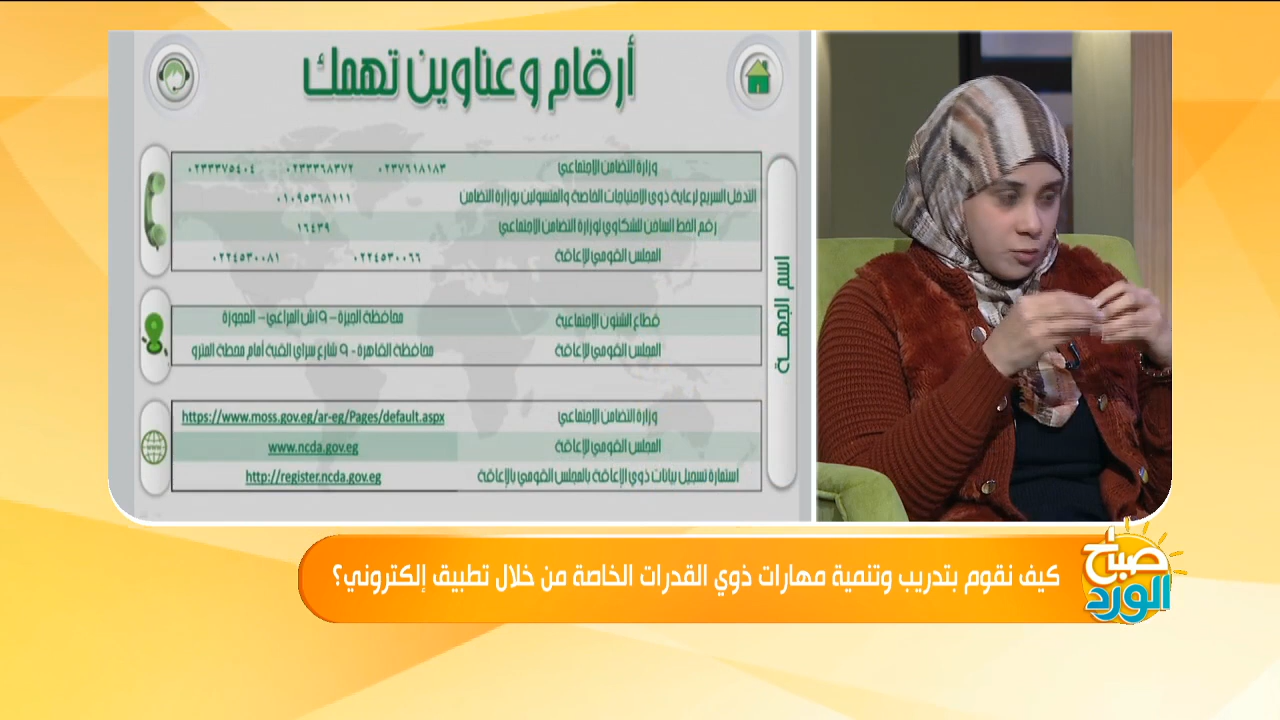 أرقام وعناوين تهمك
اسم الجهة
وزارة التضامن الاجتماعي ٠٢٣٧٦١٨١٨٣ ٠٢٣٣٣٦٨٣٧٢ ٠٢٣٣٣٧٥٤٠٤
التدخل السريع لرعاية ذوي الاحتياجات الخاصة والمتسولين بوزارة التضامن ٠١٠٩٥٣٦٨١١١
رقم الخط الساخن للشكاوي لوزارة التضامن الاجتماعي ١٦٤٣٩
المجلس القومي للإعاقة ٠٢٢٤٥٣٠٠٦٦ ٠٢٢٤٥٣٠٠٨١
قطاع الشئون الاجتماعية محافظة الجيزة - ١٩ش المراغي - العجوزة
المجلس القومي للإعاقة محافظة القاهرة - ٩ شارع سراي القبة أمام محطة المترو
وزارة التضامن الاجتماعي https://www.moss.gov.eg/ar-eg/Pages/default.aspx
المجلس القومي للإعاقة www.ncda.gov.eg
استمارة تسجيل بيانات ذوي الإعاقة بالمجلس القومي بالإعاقة http://register.ncda.gov.eg
كيف نقوم بتدريب وتنمية مهارات ذوي القدرات الخاصة من خلال تطبيق إلكتروني؟
صباح
الورد